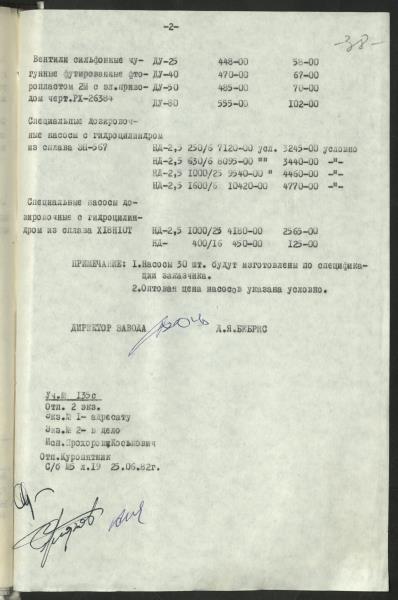 -2-
-38-
Вентили сильфонные чу- ДУ-25 448-00 58-00
гунные футированные фто- ДУ-40 470-00 67-00
ропластом 2М с эл.приво- ДУ-50 485-00 70-00
дом черт.РХ-26384 ДУ-80 555-00 102-00
Специальные дозировоч-
ные насосы с гидроцилиндром
из сплава ЭН-567 НД-2,5 250/6 7120-00 усл. 3245-00 условно
НД-2,5 630/6 8095-00 "" 3440-00 -"-
НД-2,5 1000/25 9540-00 " 4460-00 -"-
НД-2,5 1600/6 10420-00 4770-00 -"-
Специальные насосы до-
зировочные с гидроцилин-
дром из сплава Х18Н10Т НД-2,5 1000/25 4180-00 2565-00
НД- 400/16 450-00 125-00
ПРИМЕЧАНИЕ: 1.Насосы 30 шт. будут изготовлены по специфика-
ции заказчика.
2.Оптовая цена насосов указана условно.
ДИРЕКТОР ЗАВОДА А.Я.БИБРИС
Уч.№ 135с
Отп. 2 экз.
Экз.№ 1- адресату
Экз.№ 2- в дело
Исп.Прохорощ,Косьмович
Отп.Куропятник
С/б №5 л.19 25.06.82г.